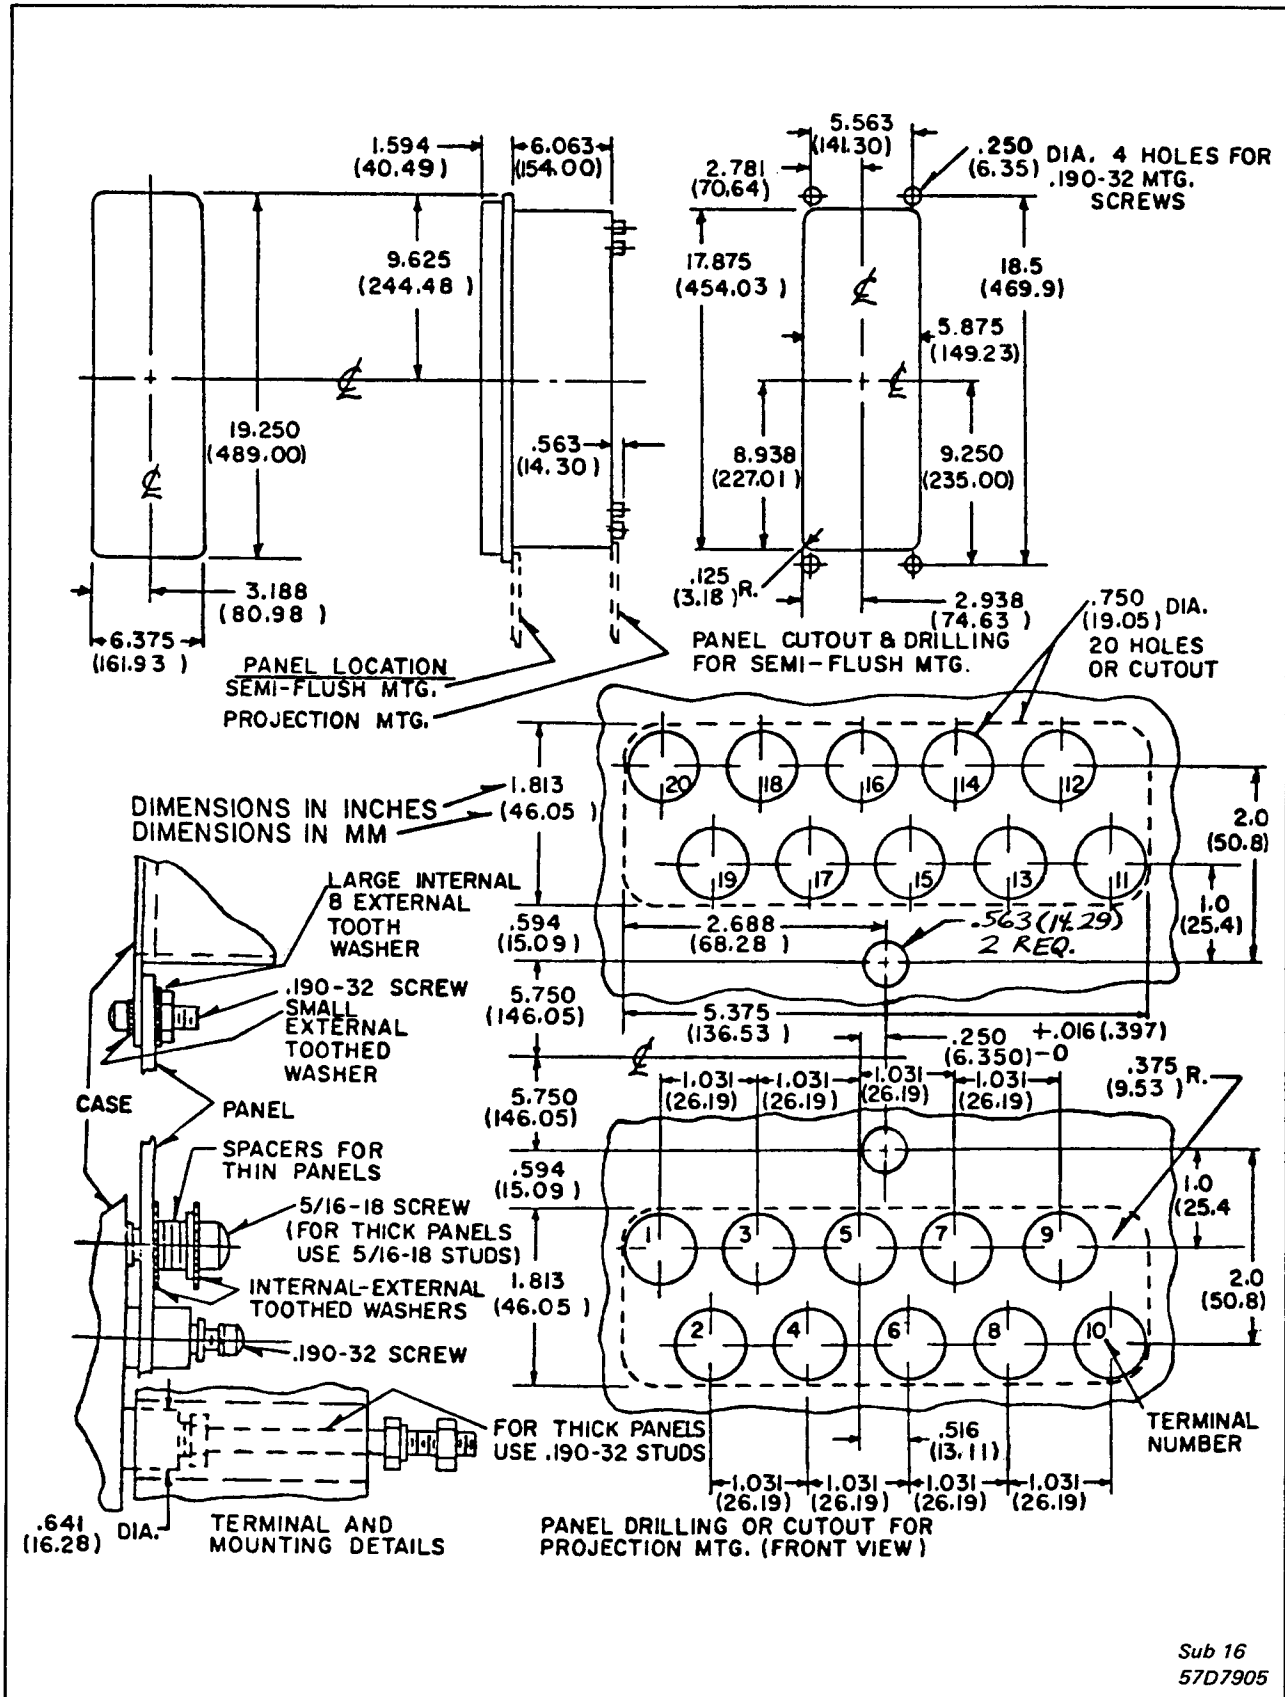 1.594
(40.49)
6.063
(154.00)
5.563
(141.30)
2.781
(70.64)
.250
(6.35)
DIA. 4 HOLES FOR
.190-32 MTG.
SCREWS
9.625
(244.48 )
17.875
(454.03 )
18.5
(469.9)
5.875
(149.23)
19.250
(489.00)
.563
(14.30)
8.938
(227.01 )
9.250
(235.00)
3.188
(80.98 )
6.375
(161.93 )
.125
(3.18) R.
2.938
(74.63 )
.750
(19.05) DIA.
20 HOLES
OR CUTOUT
PANEL LOCATION
SEMI-FLUSH MTG.
PROJECTION MTG.
PANEL CUTOUT & DRILLING
FOR SEMI-FLUSH MTG.
DIMENSIONS IN INCHES
DIMENSIONS IN MM
1.813
(46.05 )
20 18 16 14 12
19 17 15 13 11
2.0
(50.8)
1.0
(25.4)
LARGE INTERNAL
8 EXTERNAL
TOOTH
WASHER
.594
(15.09 )
2.688
(68.28 )
.563 (14.29)
2 REQ.
.190-32 SCREW
SMALL
EXTERNAL
TOOTHED
WASHER
5.750
(146.05)
5.375
(136.53 )
.250
(6.350)
+.016 (.397)
-0
CASE
PANEL
5.750
(146.05)
1.031
(26.19)
1.031
(26.19)
1.031
(26.19)
1.031
(26.19)
.375
(9.53 ) R.
SPACERS FOR
THIN PANELS
.594
(15.09 )
1.0
(25.4
5/16-18 SCREW
(FOR THICK PANELS
USE 5/16-18 STUDS)
1 3 5 7 9
INTERNAL-EXTERNAL
TOOTHED WASHERS
1.813
(46.05 )
2.0
(50.8)
2 4 6 8 10
.190-32 SCREW
FOR THICK PANELS
USE .190-32 STUDS
.516
(13.11)
TERMINAL
NUMBER
1.031
(26.19)
1.031
(26.19)
1.031
(26.19)
1.031
(26.19)
.641
(16.28) DIA.
TERMINAL AND
MOUNTING DETAILS
PANEL DRILLING OR CUTOUT FOR
PROJECTION MTG. (FRONT VIEW)
Sub 16
57D7905